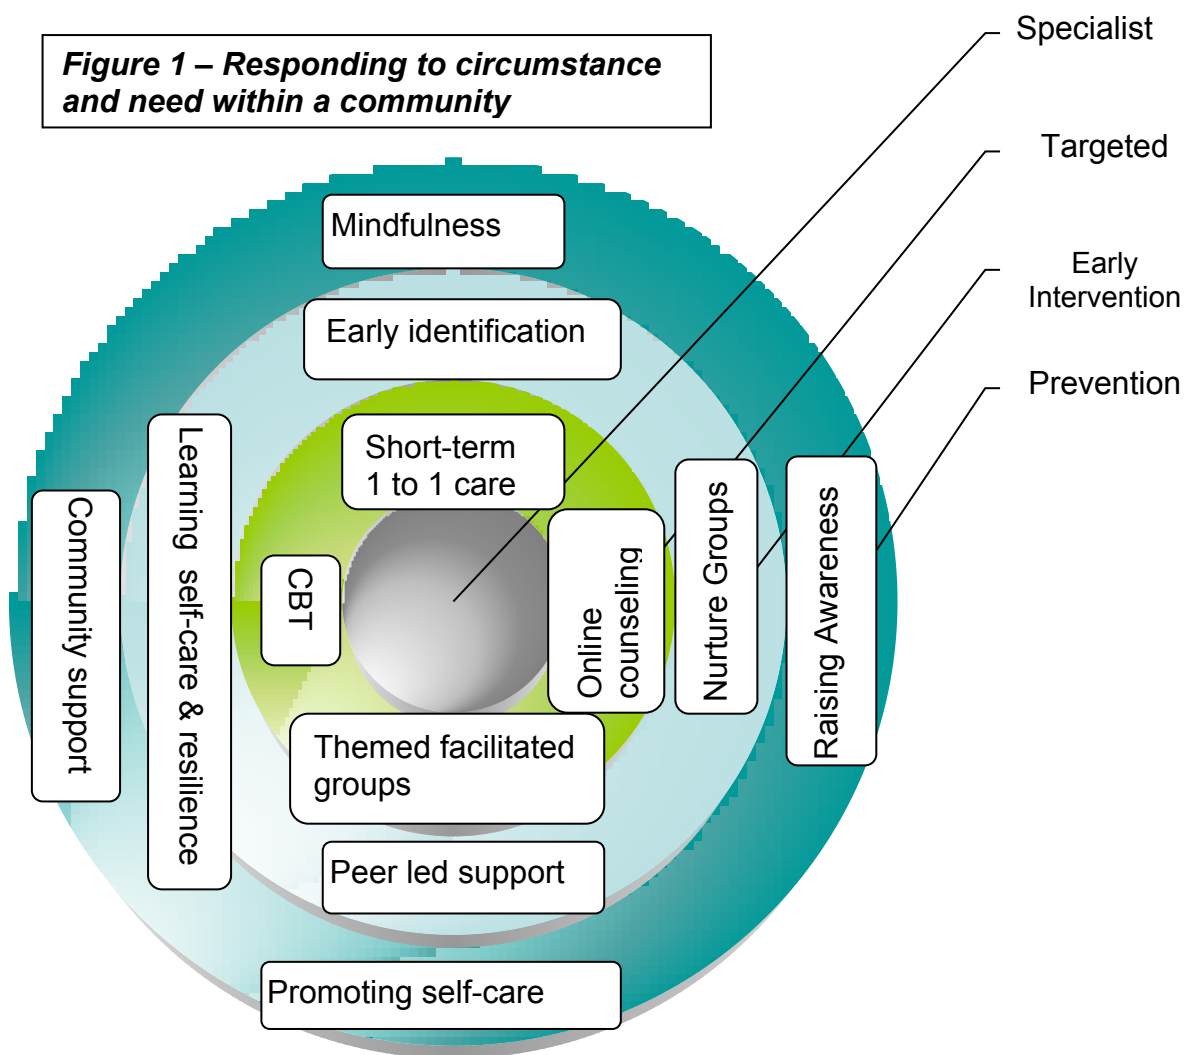 Figure 1 – Responding to circumstance
and need within a community
Specialist
Targeted
Early
Intervention
Prevention
Mindfulness
Early identification
Short-term
1 to 1 care
Community support
Learning self-care & resilience
CBT
Online
counseling
Nurture Groups
Raising Awareness
Themed facilitated
groups
Peer led support
Promoting self-care